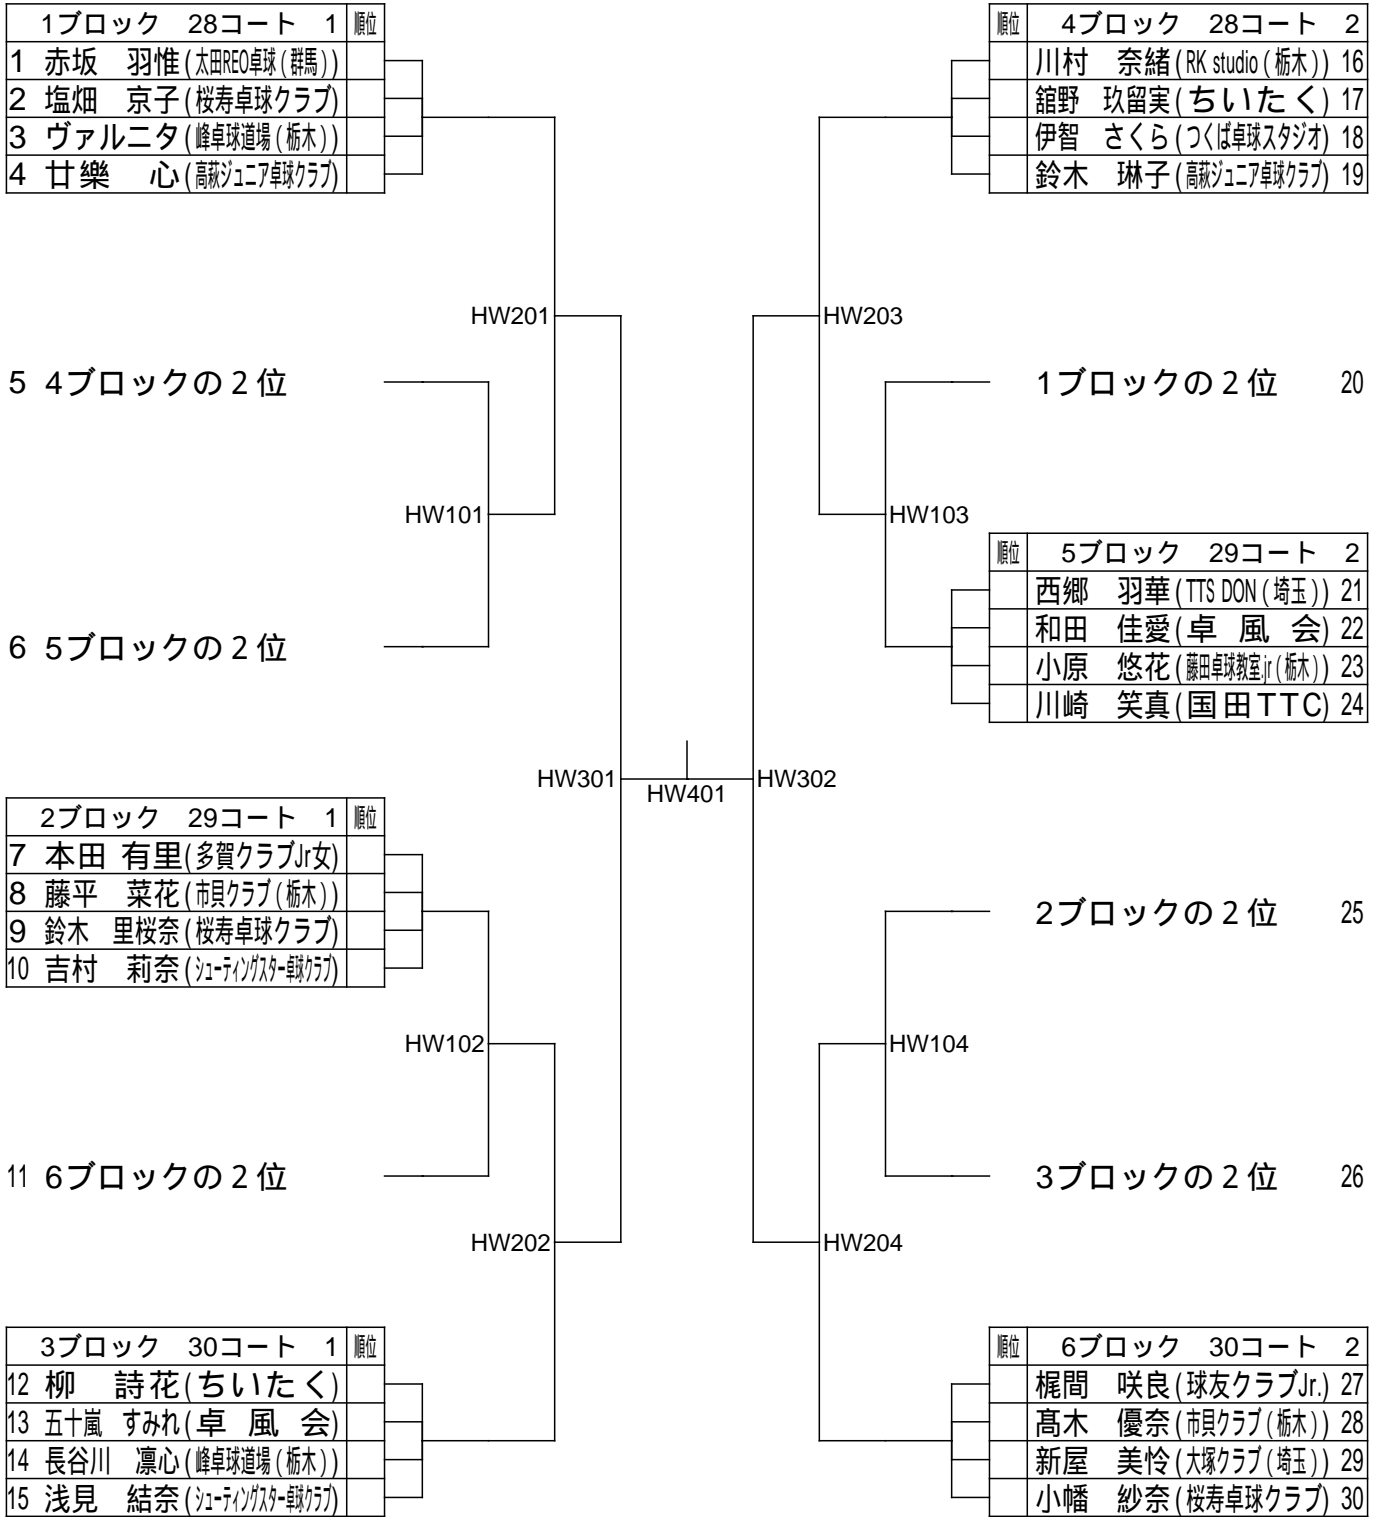 1ブロック 28コート 1 順位
1 赤坂 羽惟(太田REO卓球(群馬))
2 塩畑 京子(桜寿卓球クラブ)
3 ヴァルニタ(峰卓球道場(栃木))
4 廿樂 心(高萩ジュニア卓球クラブ)
HW201
5 4ブロックの2位
HW101
6 5ブロックの2位
HW301
2ブロック 29コート 1 順位
7 本田 有里(多賀クラブJr女)
8 藤平 菜花(市貝クラブ(栃木))
9 鈴木 里桜奈(桜寿卓球クラブ)
10 吉村 莉奈(シューティングスター卓球クラブ)
HW102
11 6ブロックの2位
HW202
3ブロック 30コート 1 順位
12 柳 詩花(ちいたく)
13 五十嵐 すみれ(卓風会)
14 長谷川 凛心(峰卓球道場(栃木))
15 浅見 結奈(シューティングスター卓球クラブ)
HW401
順位 4ブロック 28コート 2
川村 奈緒(RK studio(栃木)) 16
舘野 玖留実(ちいたく) 17
伊智 さくら(つくば卓球スタジオ) 18
鈴木 琳子(高萩ジュニア卓球クラブ) 19
HW203
1ブロックの2位 20
HW103
順位 5ブロック 29コート 2
西郷 羽華(TTS DON(埼玉)) 21
和田 佳愛(卓風会) 22
小原 悠花(藤田卓球教室jr(栃木)) 23
川崎 笑真(国田TTC) 24
HW302
2ブロックの2位 25
HW104
3ブロックの2位 26
HW204
順位 6ブロック 30コート 2
梶間 咲良(球友クラブJr.) 27
髙木 優奈(市貝クラブ(栃木)) 28
新屋 美怜(大塚クラブ(埼玉)) 29
小幡 紗奈(桜寿卓球クラブ) 30